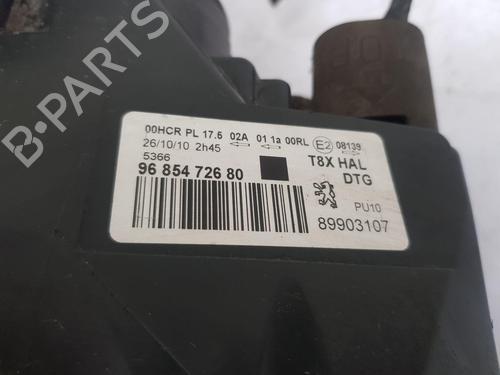 00HCR PL 17.5 02A 01 1a 00RL E2 08139
26/10/10 2h45
5366
T8X HAL
96 854 726 80
DTG
PU10
89903107
B-PARTS